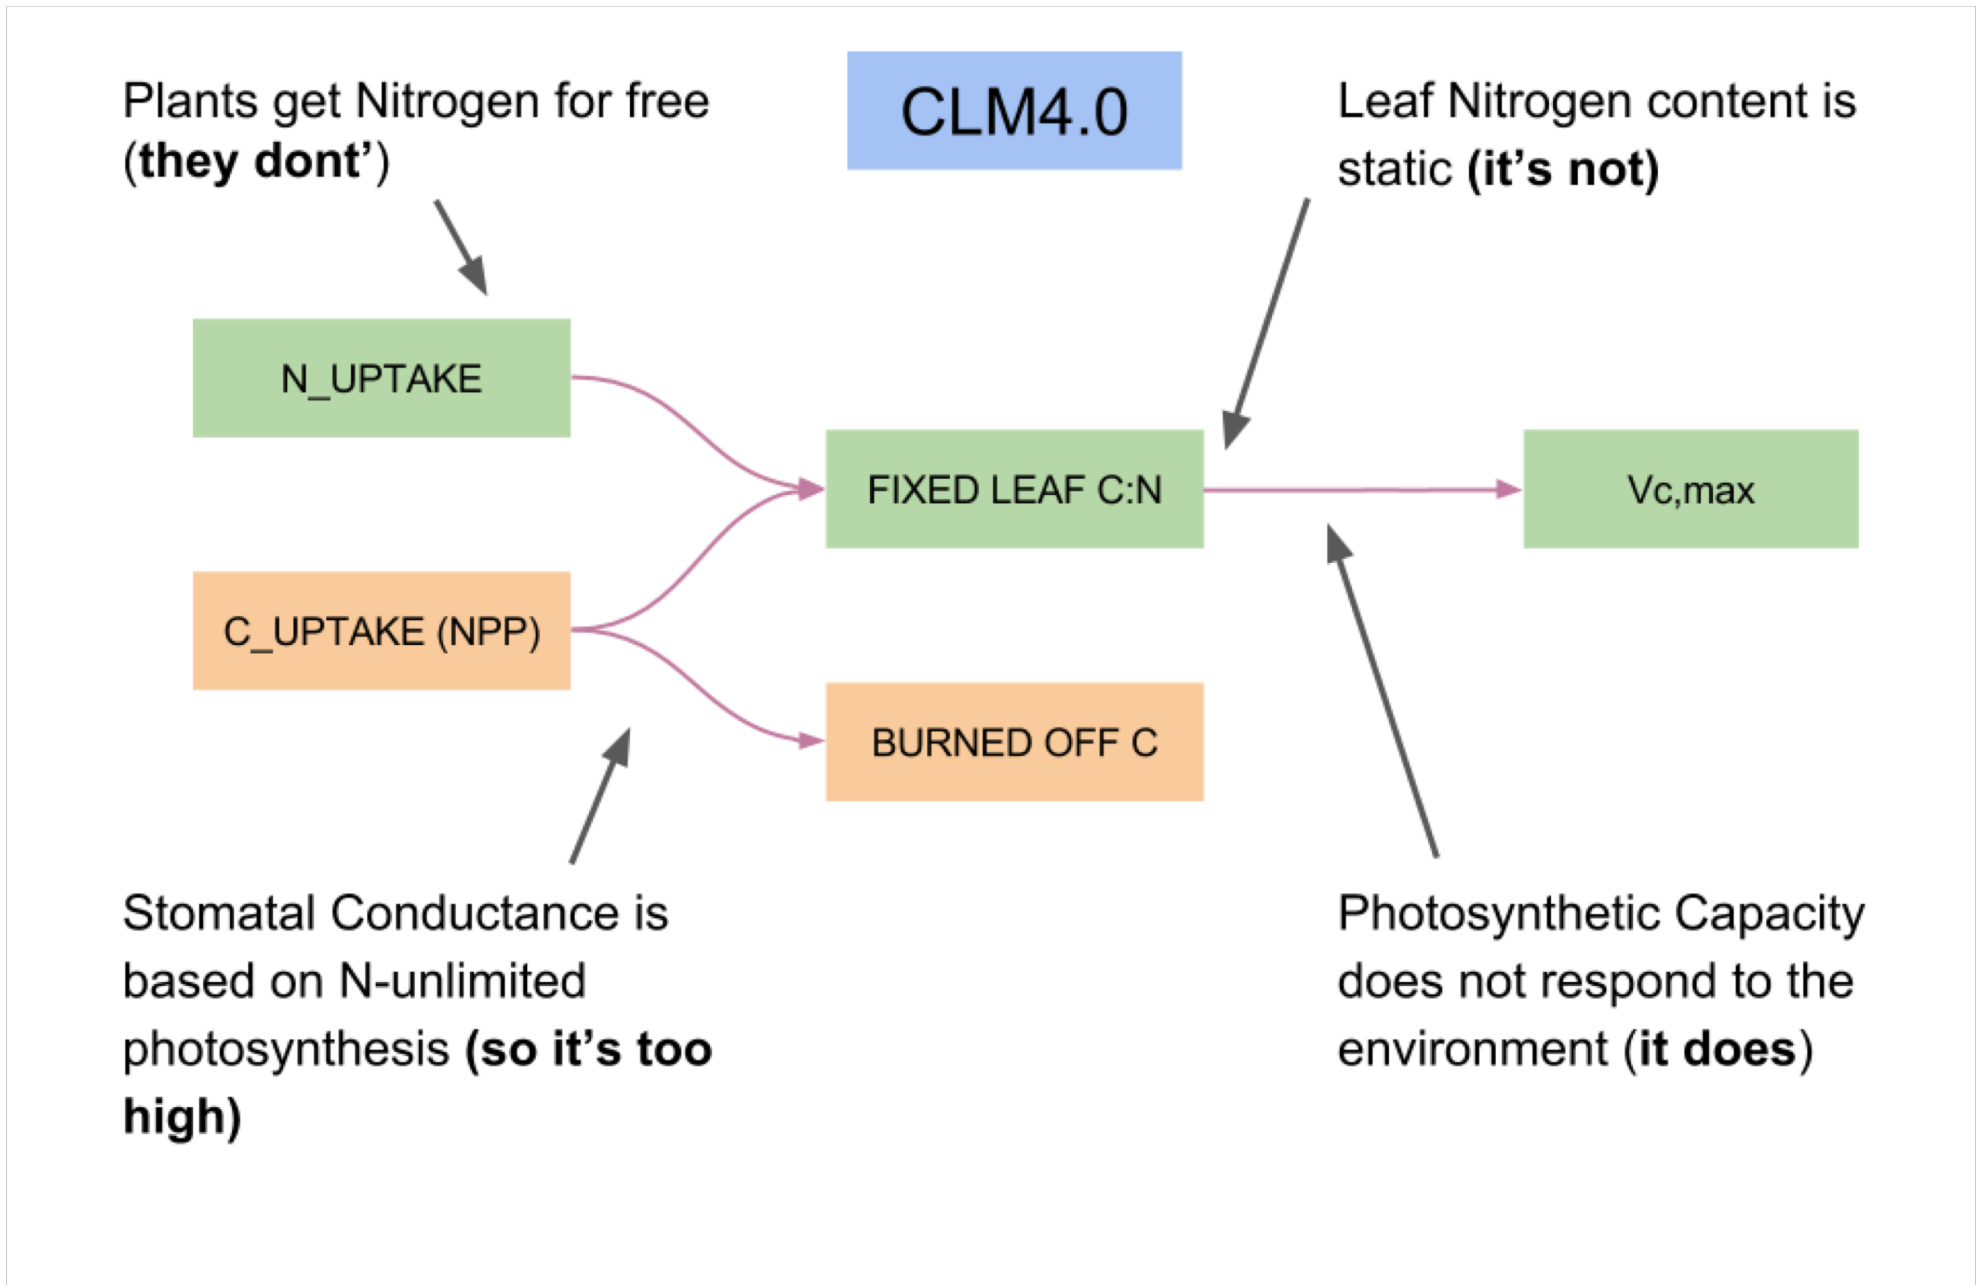 Plants get Nitrogen for free
(they dont’)
CLM4.0
Leaf Nitrogen content is
static (it’s not)
N_UPTAKE
FIXED LEAF C:N
Vc,max
C_UPTAKE (NPP)
BURNED OFF C
Stomatal Conductance is
based on N-unlimited
photosynthesis (so it’s too
high)
Photosynthetic Capacity
does not respond to the
environment (it does)